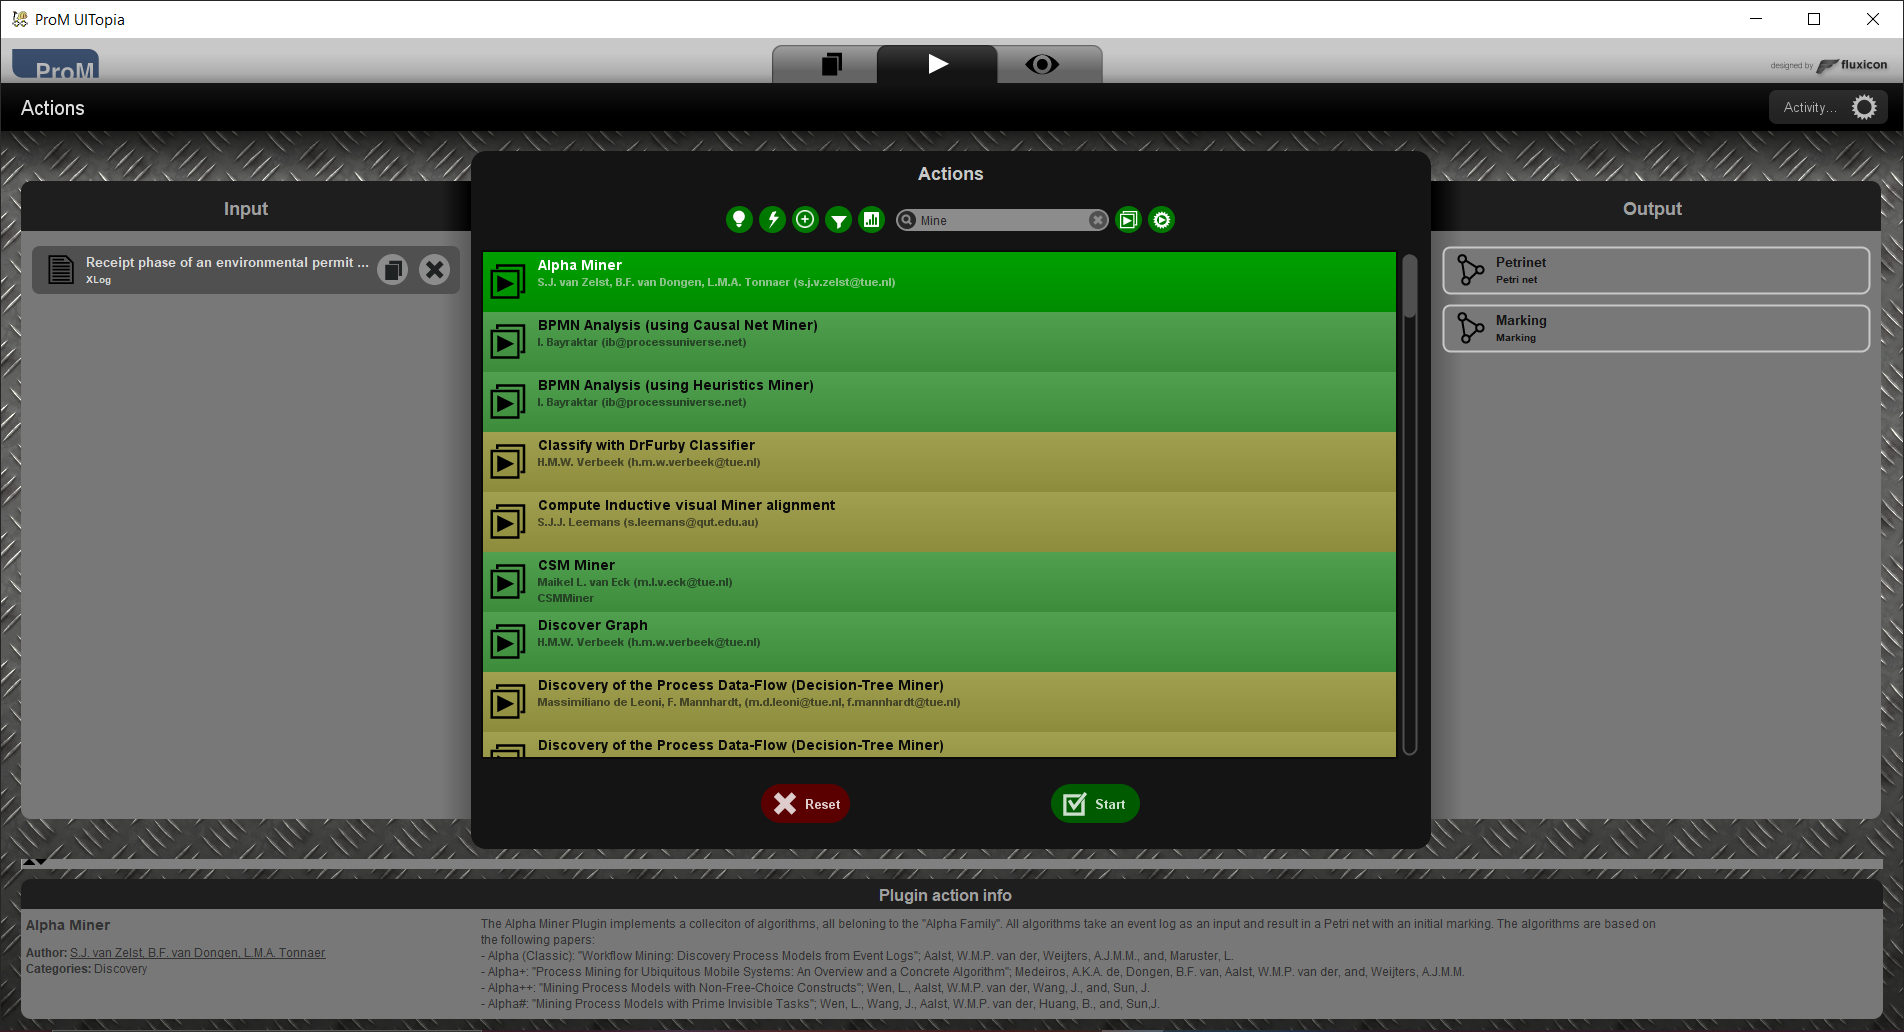 ProM UITopia
ProM
designed by fluxicon
Actions
Activity...
Actions
Input
Mine
Output
Receipt phase of an environmental permit ...
XLog
Alpha Miner
S.J. van Zelst, B.F. van Dongen, L.M.A. Tonnaer (s.j.v.zelst@tue.nl)
BPMN Analysis (using Causal Net Miner)
I. Bayraktar (ib@processuniverse.net)
BPMN Analysis (using Heuristics Miner)
I. Bayraktar (ib@processuniverse.net)
Classify with DrFurby Classifier
H.M.W. Verbeek (h.m.w.verbeek@tue.nl)
Compute Inductive visual Miner alignment
S.J.J. Leemans (s.leemans@qut.edu.au)
CSM Miner
Maikel L. van Eck (m.l.v.eck@tue.nl)
CSMMiner
Discover Graph
H.M.W. Verbeek (h.m.w.verbeek@tue.nl)
Discovery of the Process Data-Flow (Decision-Tree Miner)
Massimiliano de Leoni, F. Mannhardt, (m.d.leoni@tue.nl, f.mannhardt@tue.nl)
Discovery of the Process Data-Flow (Decision-Tree Miner)
Petrinet
Petri net
Marking
Marking
Reset
Start
Plugin action info
Alpha Miner
Author: S.J. van Zelst, B.F. van Dongen, L.M.A. Tonnaer
Categories: Discovery
The Alpha Miner Plugin implements a colleciton of algorithms, all beloning to the "Alpha Family". All algorithms take an event log as an input and result in a Petri net with an initial marking. The algorithms are based on
the following papers:
- Alpha (Classic): "Workflow Mining: Discovery Process Models from Event Logs"; Aalst, W.M.P. van der, Weijters, A.J.M.M., and, Maruster, L.
- Alpha+: "Process Mining for Ubiquitous Mobile Systems: An Overview and a Concrete Algorithm"; Medeiros, A.K.A. de, Dongen, B.F. van, Aalst, W.M.P. van der, and, Weijters, A.J.M.M.
- Alpha++: "Mining Process Models with Non-Free-Choice Constructs"; Wen, L., Aalst, W.M.P. van der, Wang, J., and, Sun, J.
- Alpha#: "Mining Process Models with Prime Invisible Tasks"; Wen, L., Wang, J., Aalst, W.M.P. van der, Huang, B., and, Sun,J.